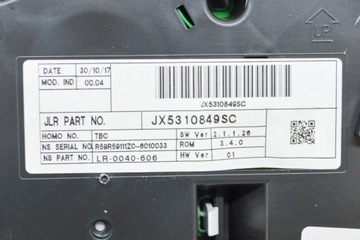 UP
DATE 30/10/17
MOD. IND 00.04
JX5310849SC
JLR PART NO. JX5310849SC
HOMO NO. TBC SW Ver 2.1.1.26
NS SERIAL NO. R59R59111Z0-6010033 ROM 3.4.0
NS PART NO. LR-0040-606 HW Ver 01